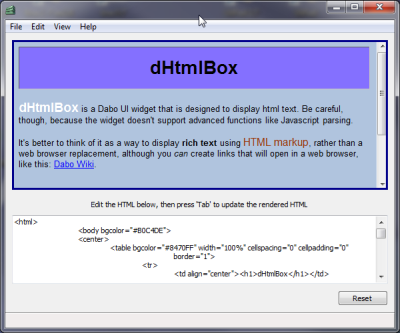 File Edit View Help
dHtmlBox
dHtmlBox is a Dabo UI widget that is designed to display html text. Be careful,
though, because the widget doesn't support advanced functions like Javascript parsing.
It's better to think of it as a way to display rich text using HTML markup, rather than a
web browser replacement, although you can create links that will open in a web browser,
like this: Dabo Wiki.
Edit the HTML below, then press 'Tab' to update the rendered HTML
<html>
<body bgcolor="#B0C4DE">
<center>
<table bgcolor="#8470FF" width="100%" cellspacing="0" cellpadding="0"
border="1">
<tr>
<td align="center"><h1>dHtmlBox</h1></td>
Reset